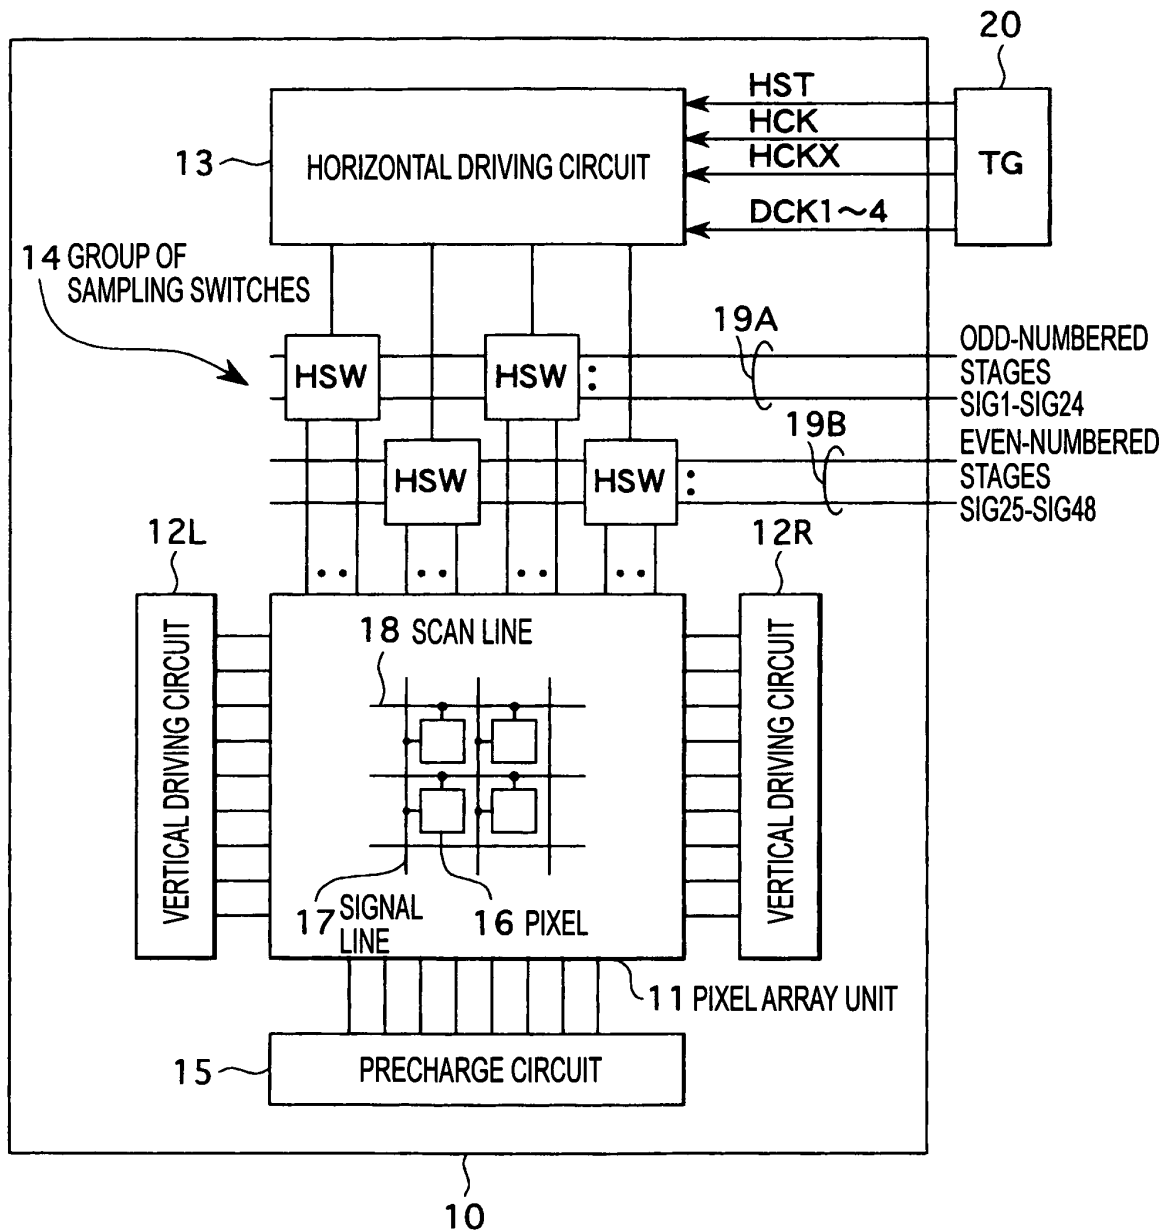 20
HST
HCK
HCKX
DCK1~4
TG
13
HORIZONTAL DRIVING CIRCUIT
14 GROUP OF
SAMPLING SWITCHES
19A
ODD-NUMBERED
STAGES
SIG1-SIG24
HSW
HSW
19B
EVEN-NUMBERED
STAGES
SIG25-SIG48
HSW
HSW
12L
12R
VERTICAL DRIVING CIRCUIT
18 SCAN LINE
VERTICAL DRIVING CIRCUIT
17 SIGNAL
LINE
16 PIXEL
11 PIXEL ARRAY UNIT
15
PRECHARGE CIRCUIT
10